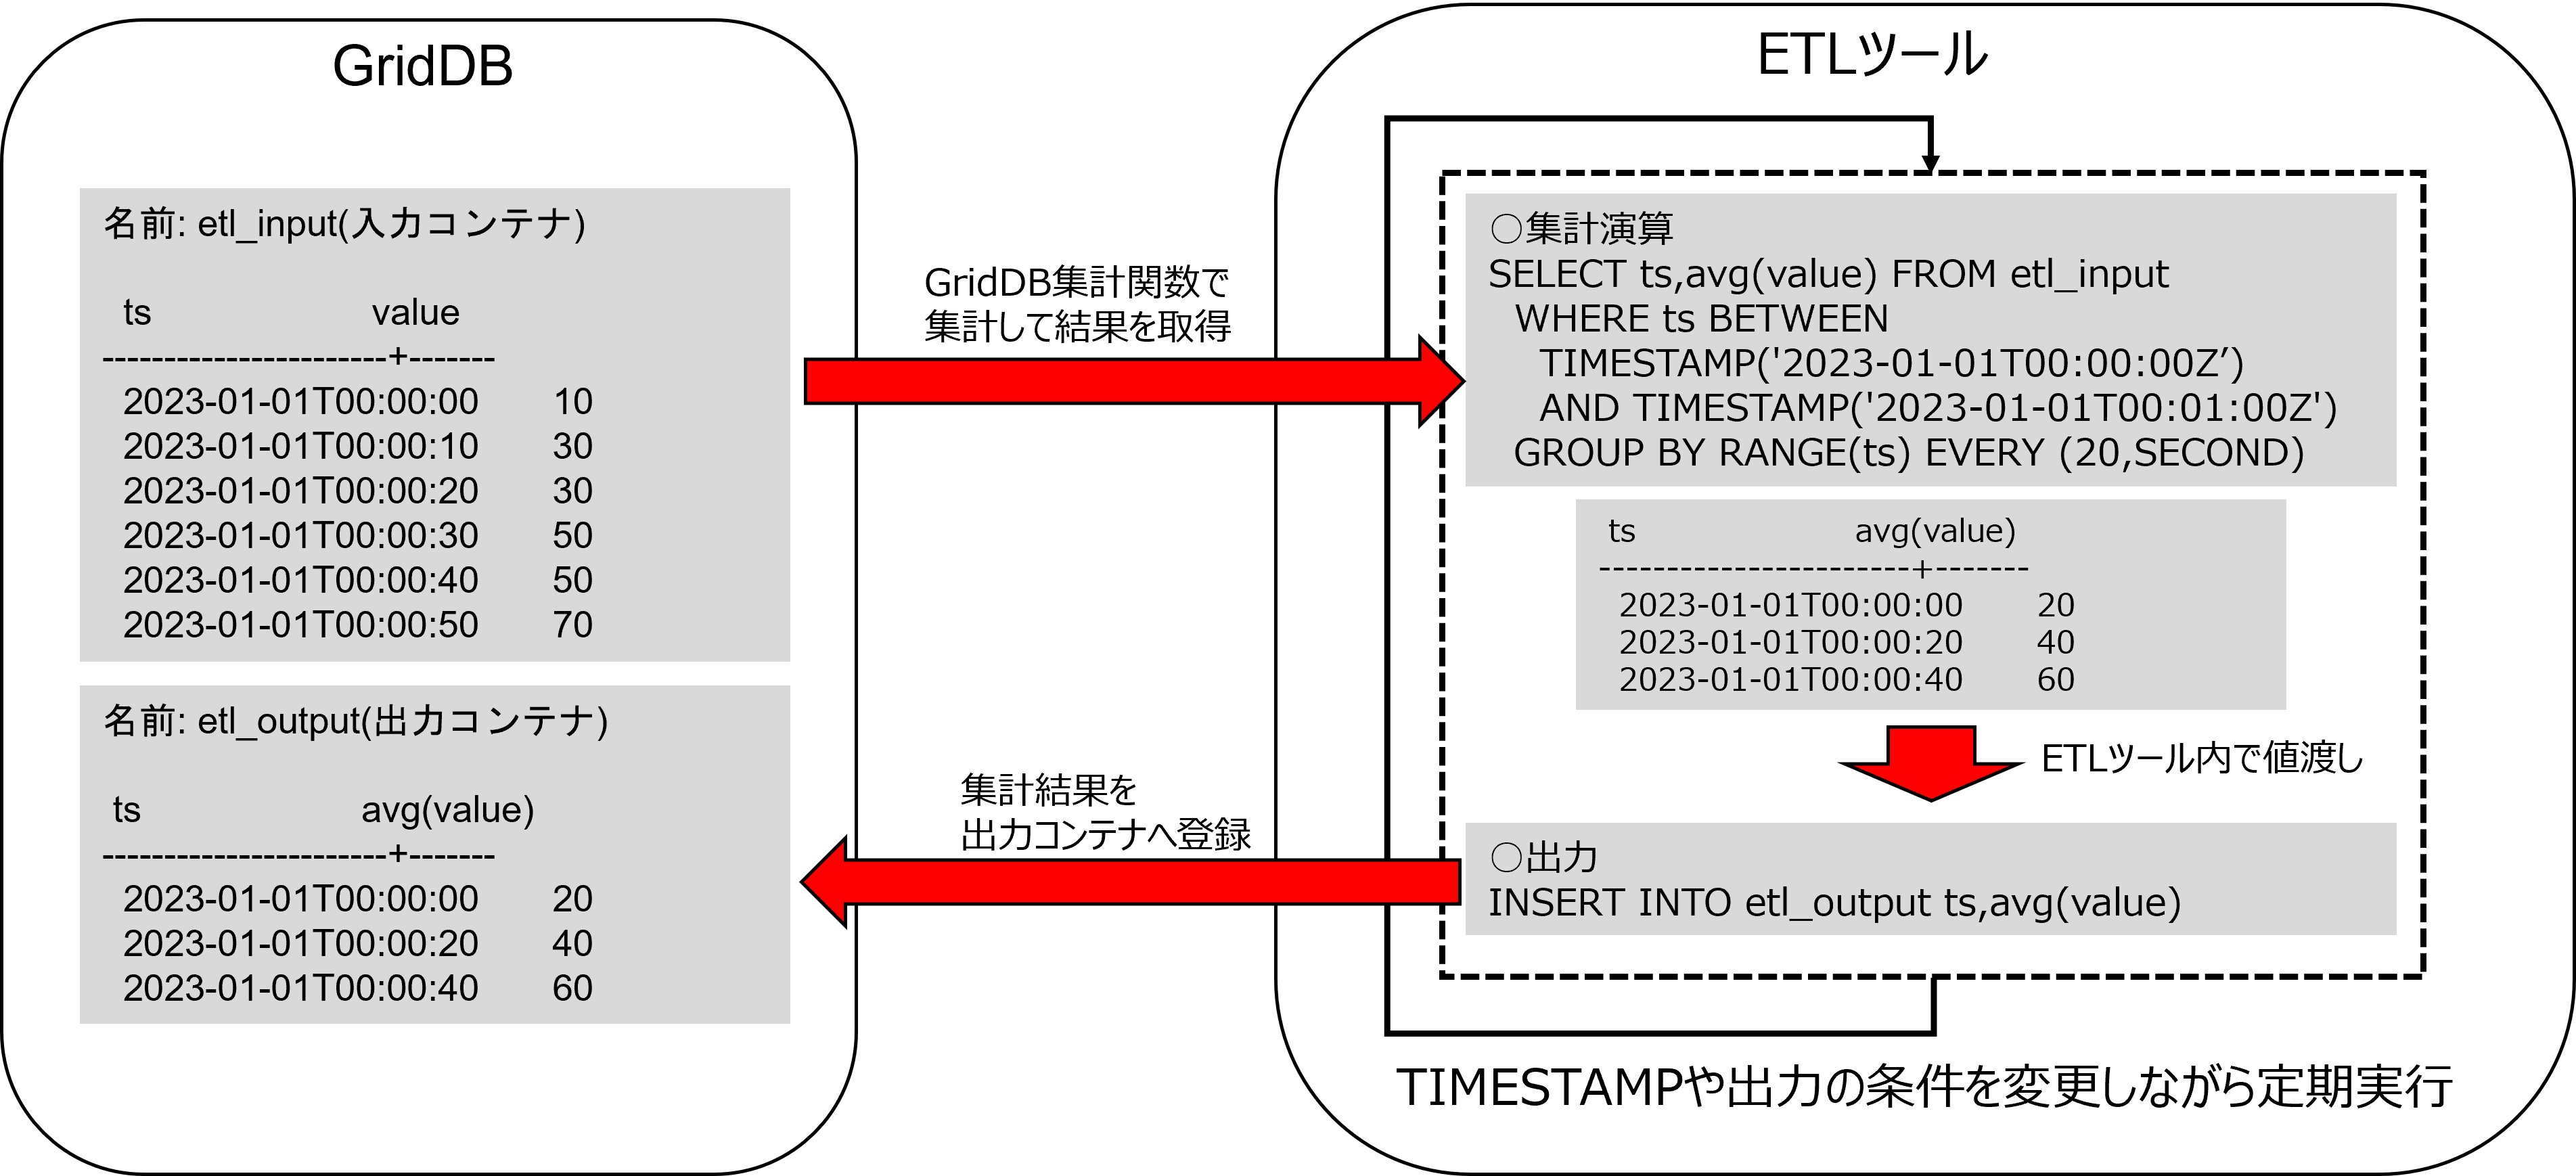 GridDB
名前: etl_input(入力コンテナ)
ts value
-----------------------+-------
2023-01-01T00:00:00 10
2023-01-01T00:00:10 30
2023-01-01T00:00:20 30
2023-01-01T00:00:30 50
2023-01-01T00:00:40 50
2023-01-01T00:00:50 70
名前: etl_output(出力コンテナ)
ts avg(value)
-----------------------+-------
2023-01-01T00:00:00 20
2023-01-01T00:00:20 40
2023-01-01T00:00:40 60
GridDB集計関数で
集計して結果を取得
集計結果を
出力コンテナへ登録
ETLツール
○集計演算
SELECT ts,avg(value) FROM etl_input
WHERE ts BETWEEN
TIMESTAMP('2023-01-01T00:00:00Z’)
AND TIMESTAMP('2023-01-01T00:01:00Z')
GROUP BY RANGE(ts) EVERY (20,SECOND)
ts avg(value)
-----------------------+-------
2023-01-01T00:00:00 20
2023-01-01T00:00:20 40
2023-01-01T00:00:40 60
ETLツール内で値渡し
○出力
INSERT INTO etl_output ts,avg(value)
TIMESTAMPや出力の条件を変更しながら定期実行